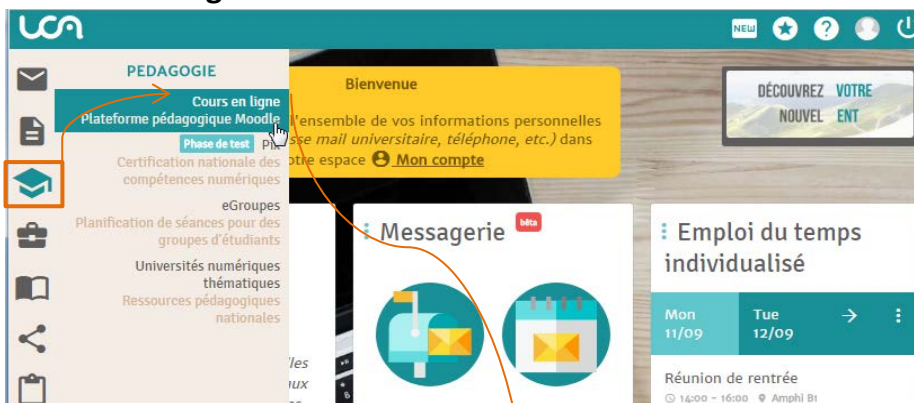 UCA
NEW
PEDAGOGIE
Cours en ligne
Plateforme pédagogique Moodle
Phase de test
Certification nationale des
compétences numériques
eGroupes
Planification de séances pour des
groupes d'étudiants
Universités numériques
thématiques
Ressources pédagogiques
nationales
Bienvenue
l'ensemble de vos informations personnelles
sse mail universitaire, téléphone, etc.) dans
otre espace Mon compte
DÉCOUVREZ VOTRE
NOUVEL ENT
Messagerie bêta
Emploi du temps
individualisé
Mon Tue
11/09 12/09
Réunion de rentrée
14:00 - 16:00 Amphi B1
lles
aux